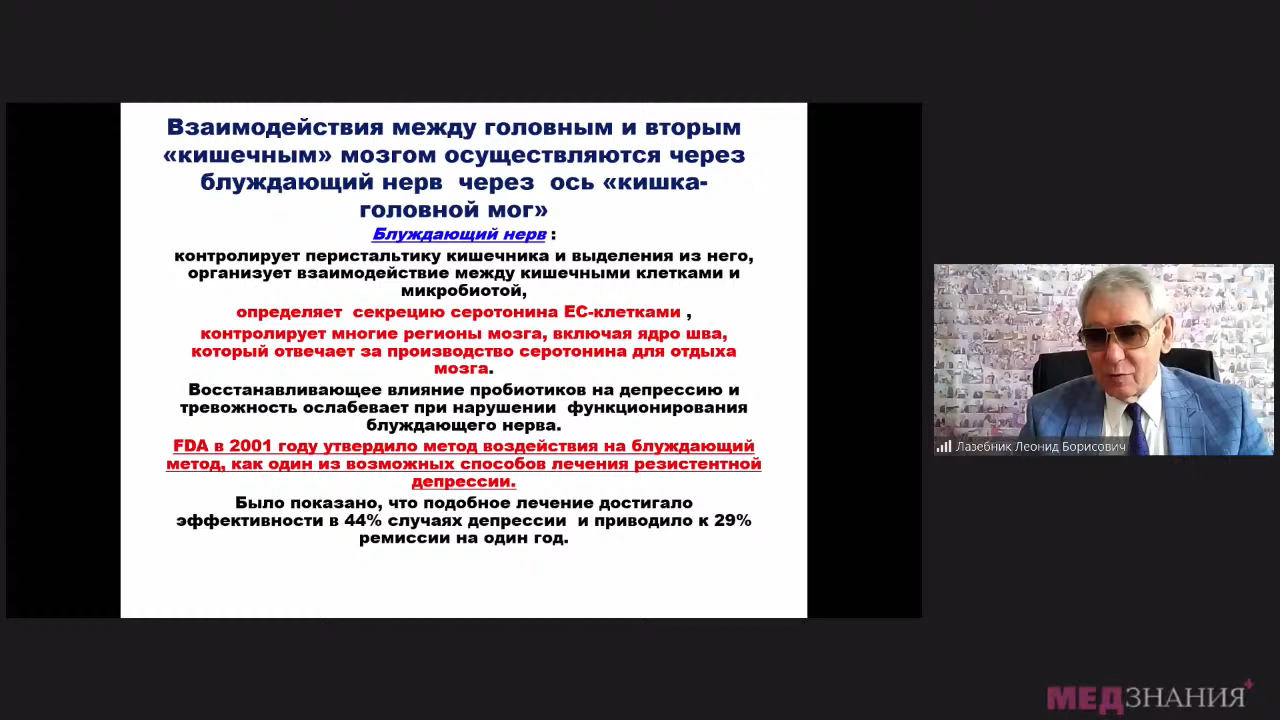 Взаимодействия между головным и вторым
«кишечным» мозгом осуществляются через
блуждающий нерв через ось «кишка-
головной мог»
Блуждающий нерв :
контролирует перистальтику кишечника и выделения из него,
организует взаимодействие между кишечными клетками и
микробиотой,
определяет секрецию серотонина EC-клетками ,
контролирует многие регионы мозга, включая ядро шва,
который отвечает за производство серотонина для отдыха
мозга.
Восстанавливающее влияние пробиотиков на депрессию и
тревожность ослабевает при нарушении функционирования
блуждающего нерва.
FDA в 2001 году утвердило метод воздействия на блуждающий
метод, как один из возможных способов лечения резистентной
депрессии.
Было показано, что подобное лечение достигало
эффективности в 44% случаях депрессии и приводило к 29%
ремиссии на один год.
Лазебник Леонид Борисович
МЕДЗНАНИЯ+